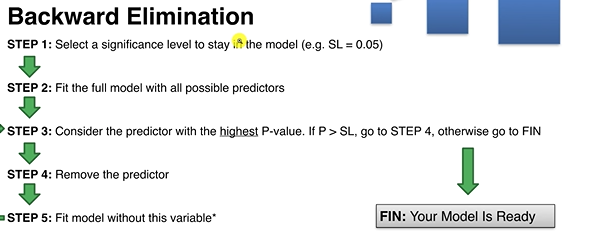 Backward Elimination
STEP 1: Select a significance level to stay in the model (e.g. SL = 0.05)
STEP 2: Fit the full model with all possible predictors
STEP 3: Consider the predictor with the highest P-value. If P > SL, go to STEP 4, otherwise go to FIN
STEP 4: Remove the predictor
STEP 5: Fit model without this variable*
FIN: Your Model Is Ready